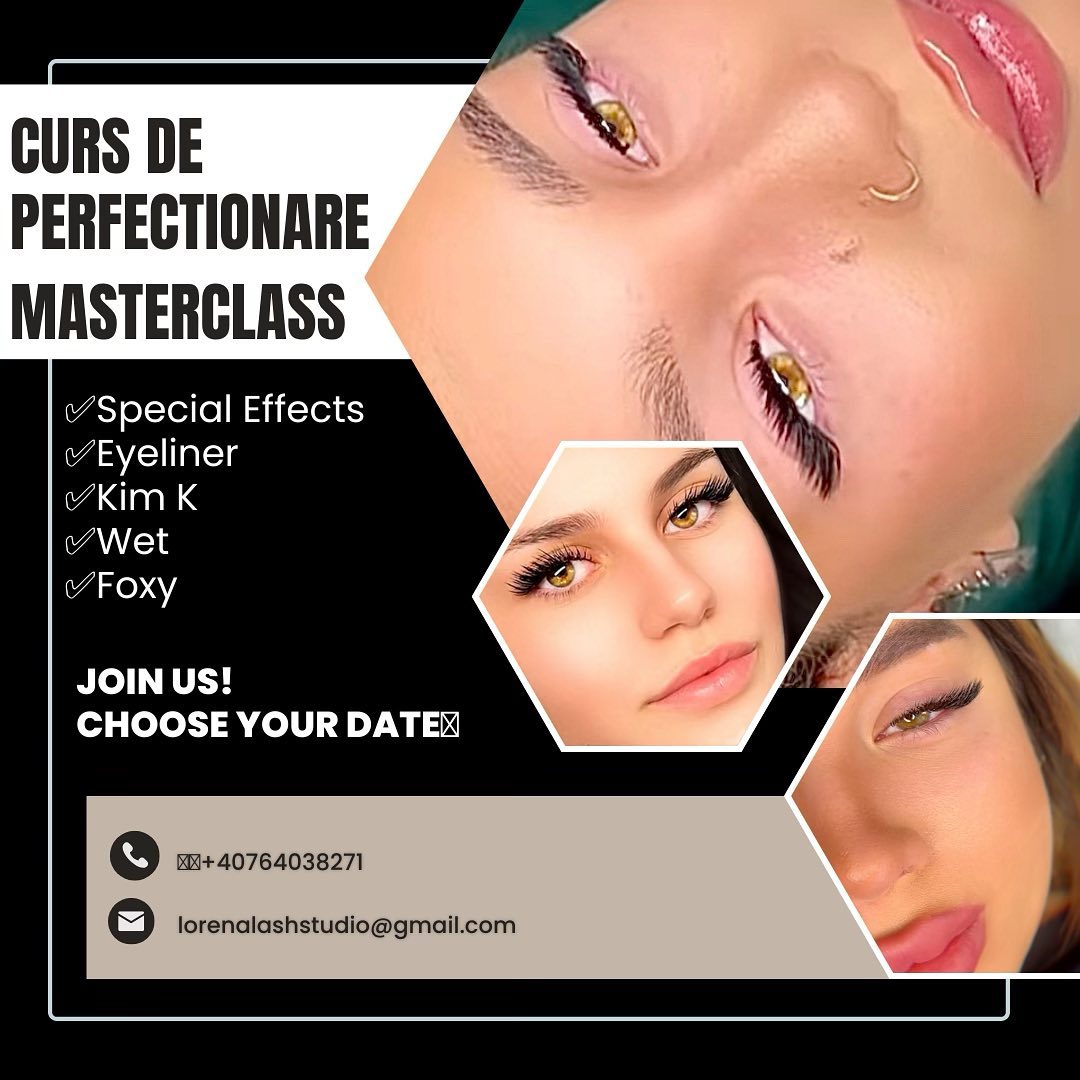 CURS DE
PERFECTIONARE
MASTERCLASS
✅Special Effects
✅Eyeliner
✅Kim K
✅Wet
✅Foxy
JOIN US!
CHOOSE YOUR DATE
+40764038271
lorenalashstudio@gmail.com